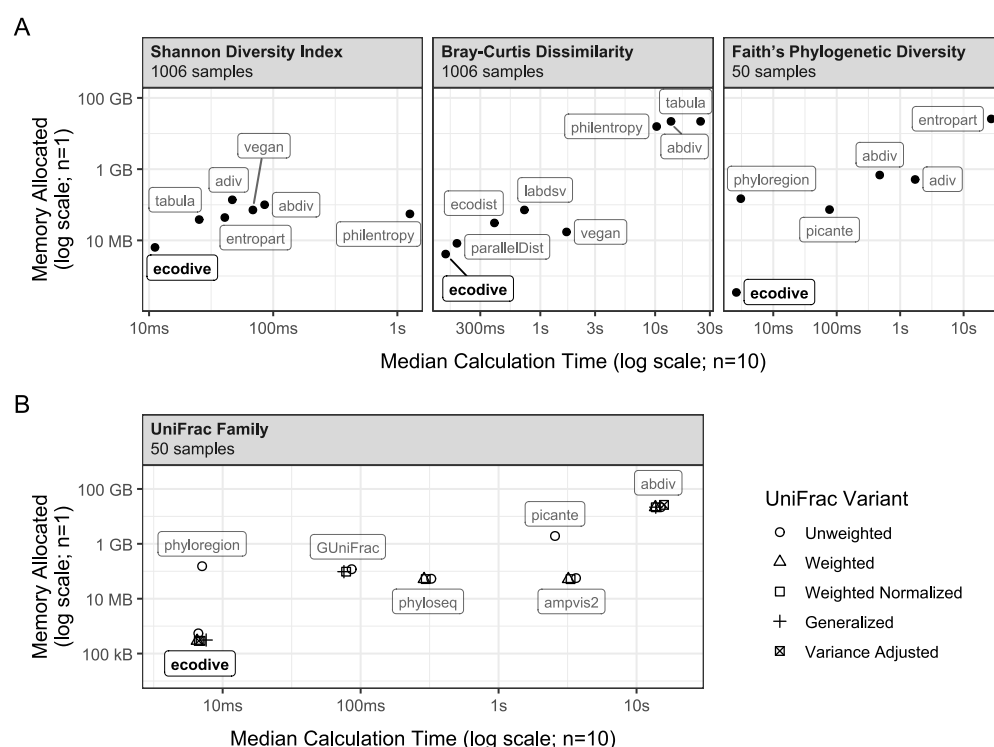 A
Shannon Diversity Index
1006 samples
Bray-Curtis Dissimilarity
1006 samples
Faith's Phylogenetic Diversity
50 samples
Memory Allocated
(log scale; n=1)
100 GB
1 GB
10 MB
vegan
tabula
adiv
abdiv
entropart
philentropy
ecodive
tabula
philentropy
abdiv
labdsv
ecodist
vegan
parallelDist
ecodive
entropart
abdiv
phyloregion
adiv
picante
ecodive
10ms
100ms
1s
300ms
1s
3s
10s
30s
10ms
100ms
1s
10s
Median Calculation Time (log scale; n=10)
B
UniFrac Family
50 samples
Memory Allocated
(log scale; n=1)
100 GB
1 GB
10 MB
100 kB
abdiv
picante
phyloregion
GUniFrac
phyloseq
ampvis2
ecodive
10ms
100ms
1s
10s
Median Calculation Time (log scale; n=10)
UniFrac Variant
Unweighted
Weighted
Weighted Normalized
Generalized
Variance Adjusted